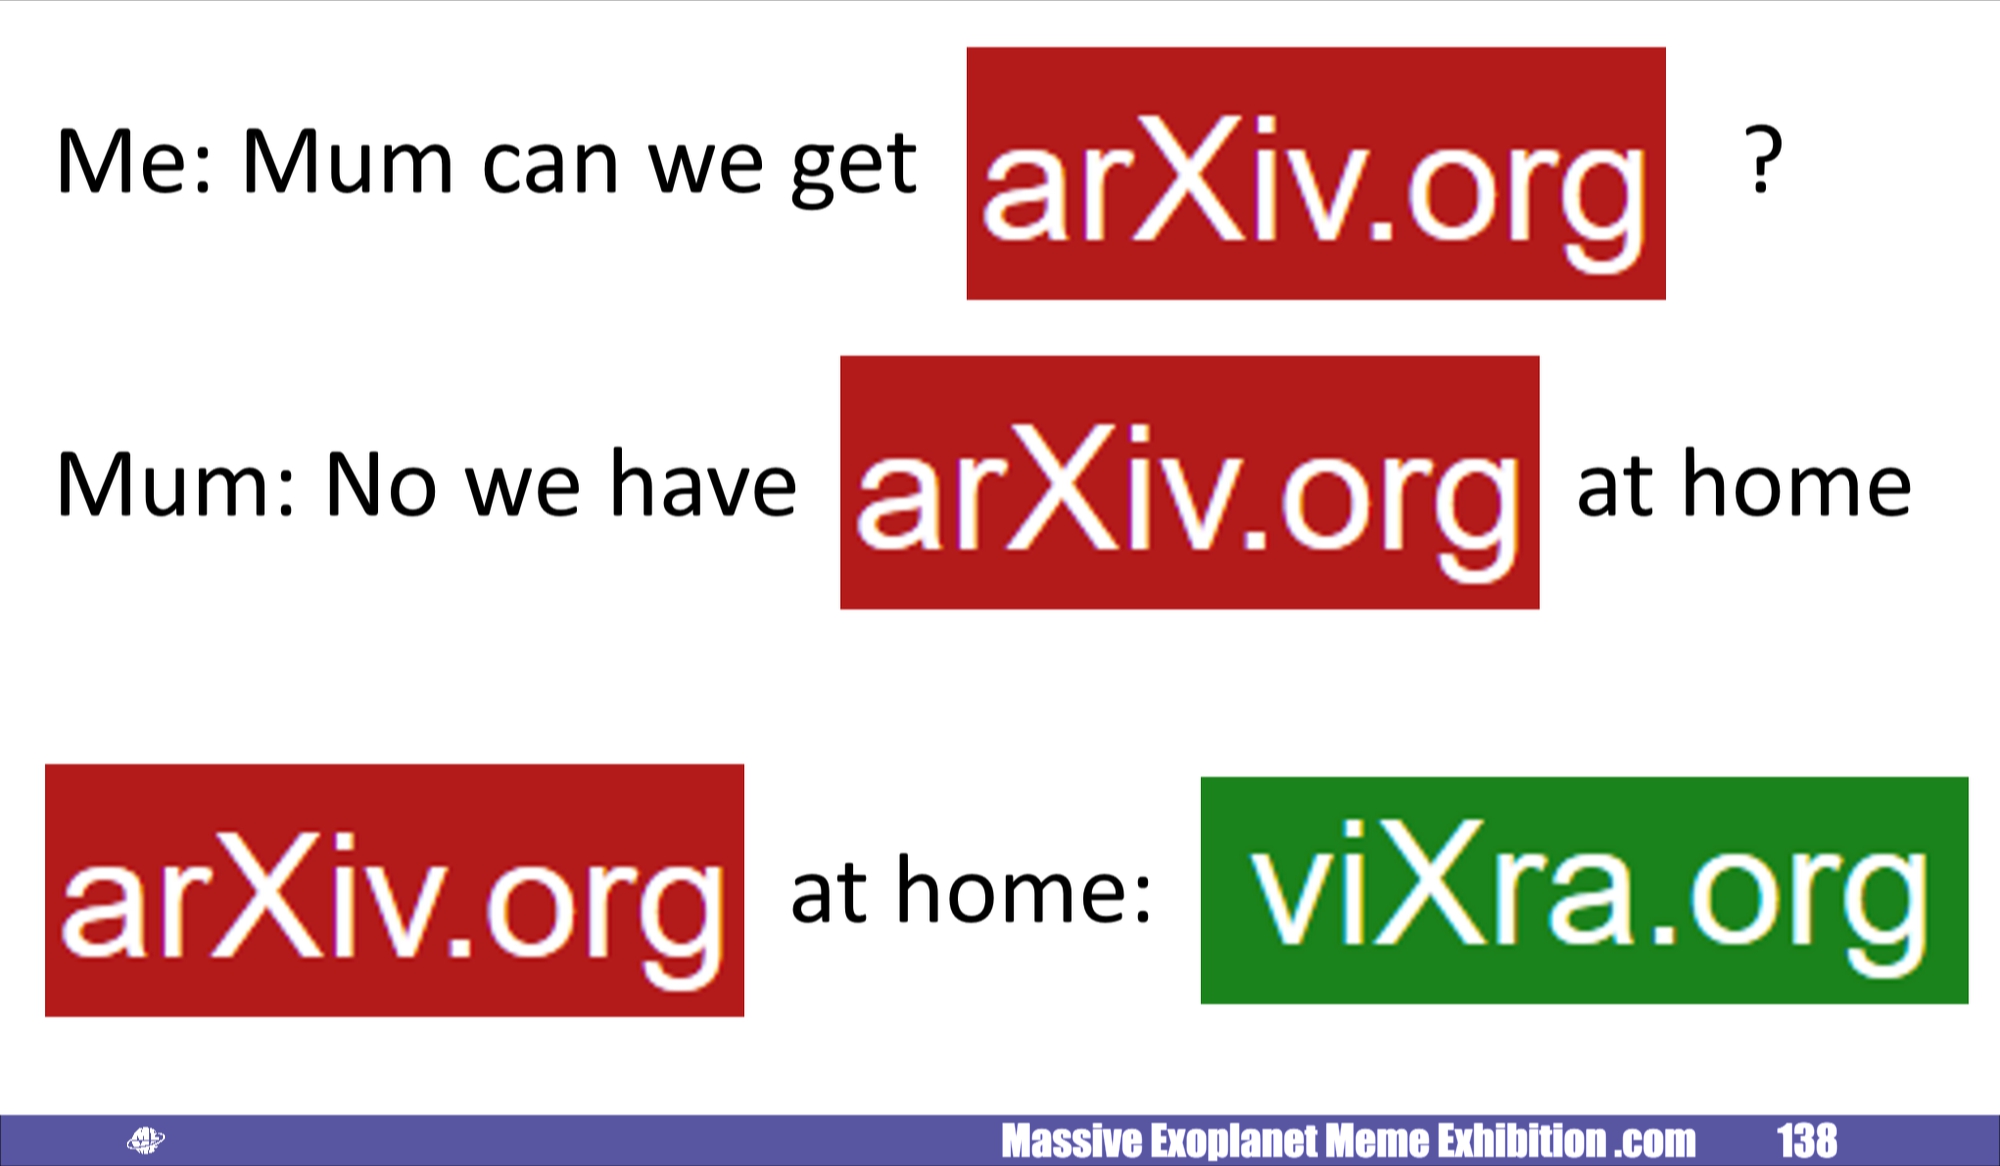 Me: Mum can we get arXiv.org ?
Mum: No we have arXiv.org at home
arXiv.org at home: viXra.org
Massive Exoplanet Meme Exhibition .com 138